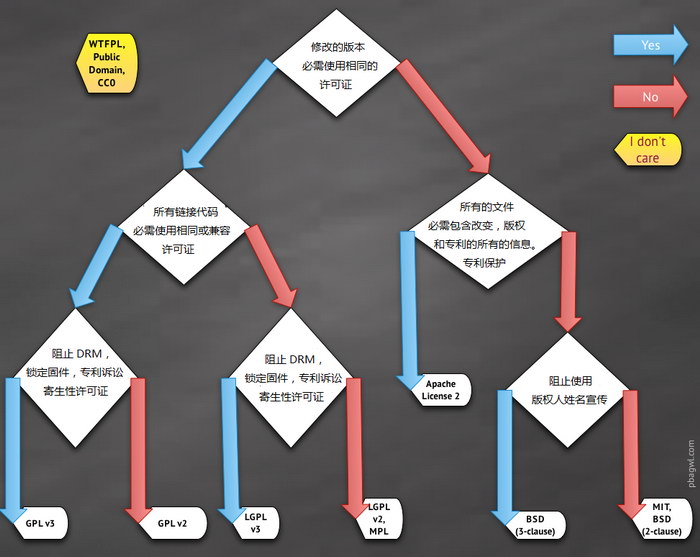 WTFPL,
Public
Domain,
CC0
修改的版本
必需使用相同的
许可证
Yes
No
I don't
care
所有链接代码
必需使用相同或兼容
许可证
所有的文件
必需包含改变，版权
和专利的所有的信息。
专利保护
阻止 DRM，
锁定固件，专利诉讼
寄生性许可证
阻止 DRM，
锁定固件，专利诉讼
寄生性许可证
Apache
License 2
阻止使用
版权人姓名宣传
GPL v3
GPL v2
LGPL
v3
LGPL
v2,
MPL
BSD
(3-clause)
MIT,
BSD
(2-clause)
pbagwl.com